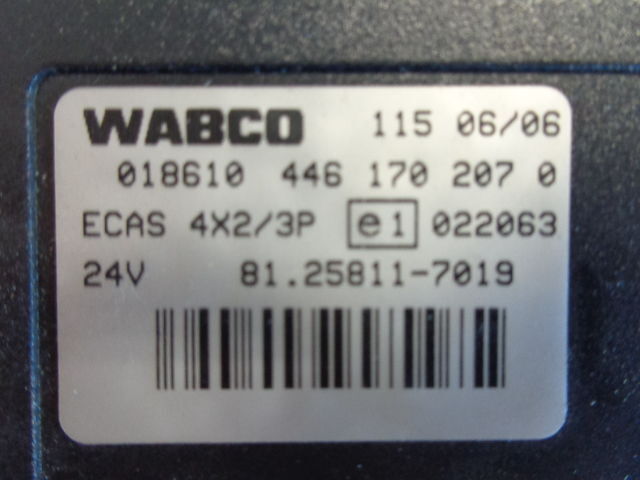 WABCO 115 06/06
018610 446 170 207 0
ECAS 4X2/3P e1 022063
24V 81.25811-7019